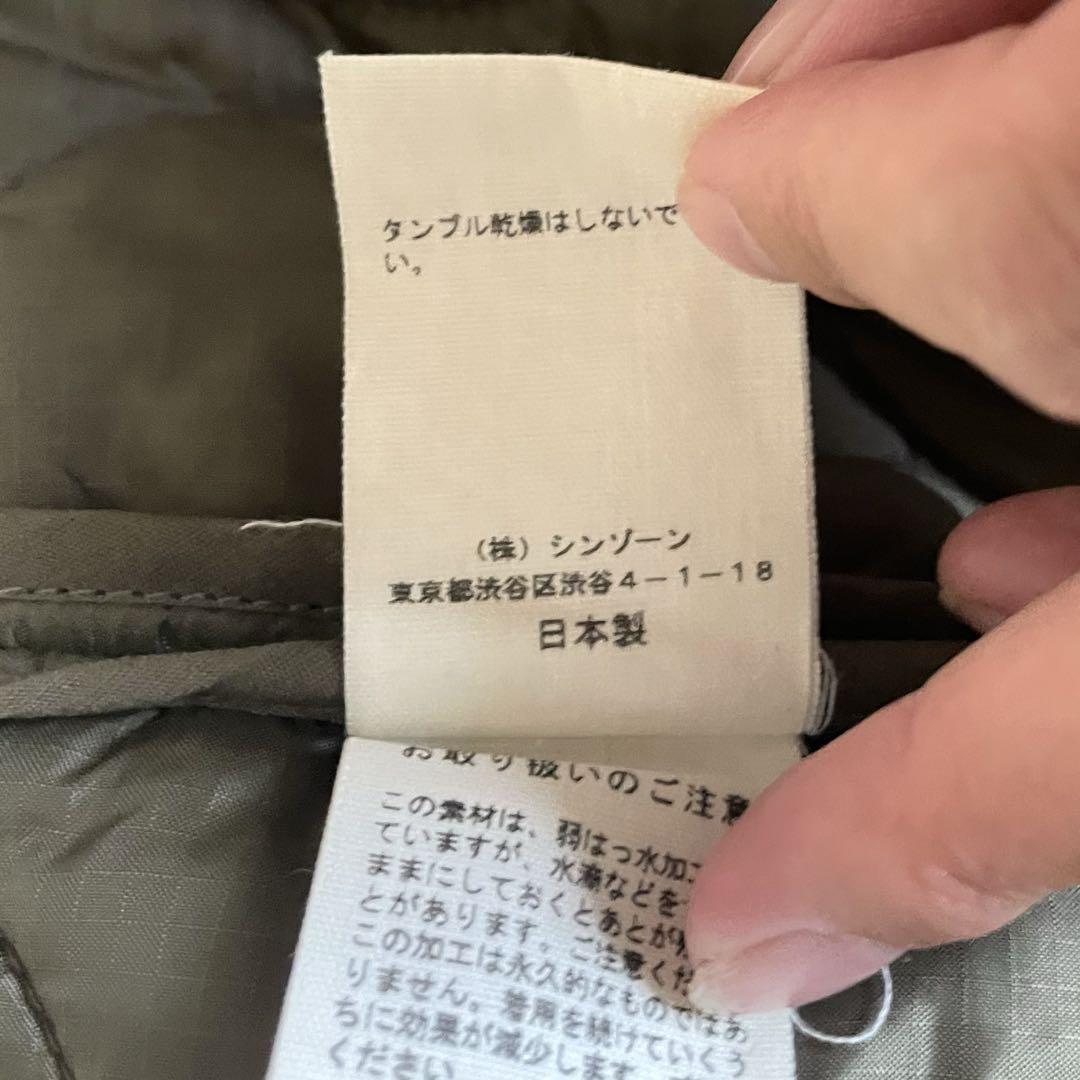 タンブル乾燥はしないで
い。
（株）シンゾーン
東京都渋谷区渋谷４－１－１８
日本製
お取り扱いのご注意
この素材は、弱はっ水加工
ていますが、水滴などを
ままにしておくとあとが
とがあります。ご注意くだ
この加工は永久的なものではあ
りません。着用を続けていくう
ちに効果が減少します。
ください。